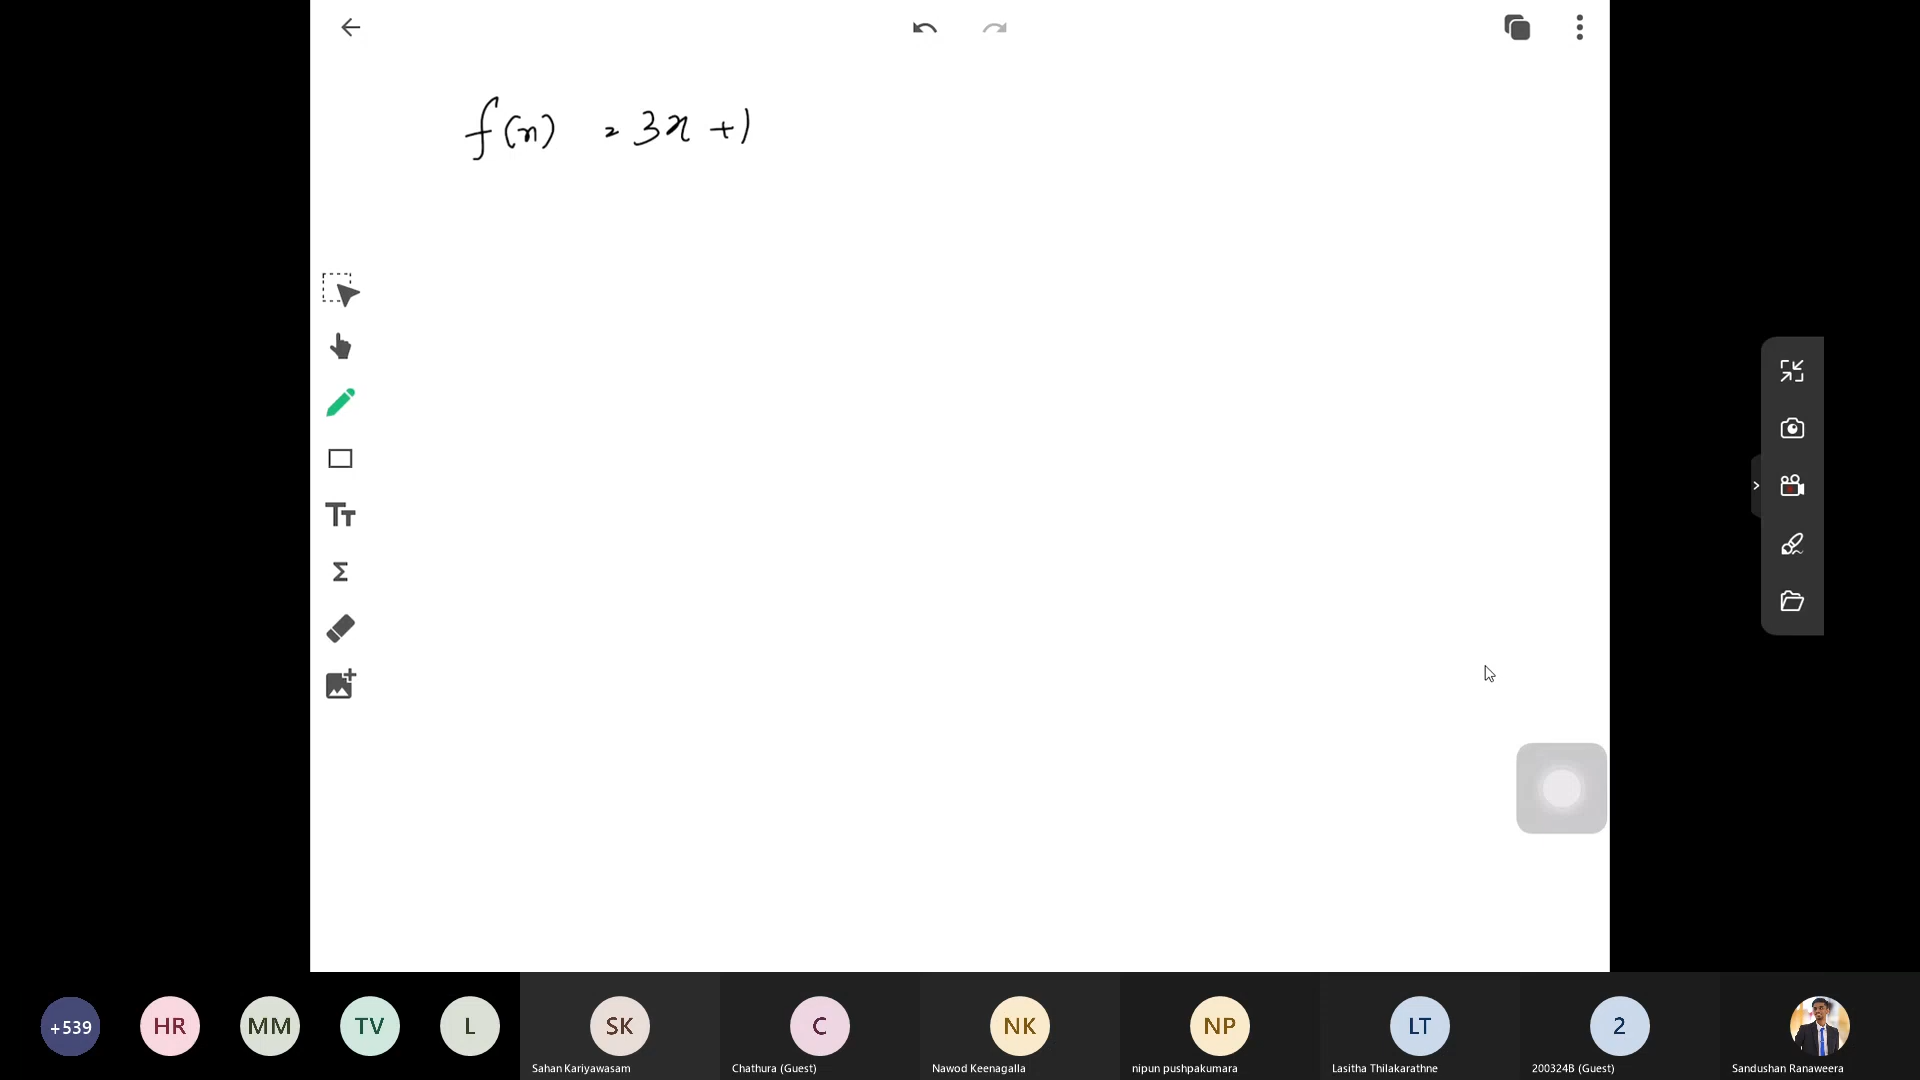 f(x) = 3x + 1
Tт
Σ
+539
HR
MM
TV
L
SK
C
NK
NP
LT
2
Sahan Kariyawasam
Chathura (Guest)
Nawod Keenagalla
nipun pushpakumara
Lasitha Thilakarathne
200324B (Guest)
Sandushan Ranaweera